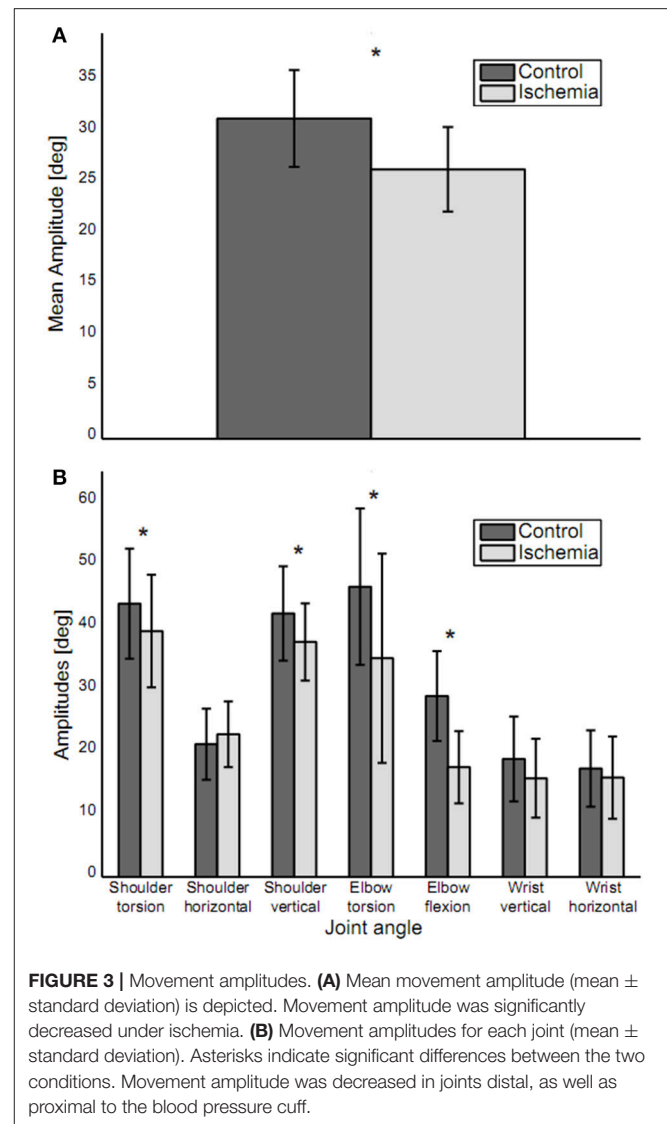 A
*
Control
Ischemia
35
30
25
20
15
10
5
0
Mean Amplitude [deg]
B
*
*
*
*
Control
Ischemia
60
50
40
30
20
10
0
Amplitudes [deg]
Shoulder Shoulder Shoulder Elbow Elbow Wrist Wrist
torsion horizontal vertical torsion flexion vertical horizontal
Joint angle
FIGURE 3 | Movement amplitudes. (A) Mean movement amplitude (mean ±
standard deviation) is depicted. Movement amplitude was significantly
decreased under ischemia. (B) Movement amplitudes for each joint (mean ±
standard deviation). Asterisks indicate significant differences between the two
conditions. Movement amplitude was decreased in joints distal, as well as
proximal to the blood pressure cuff.